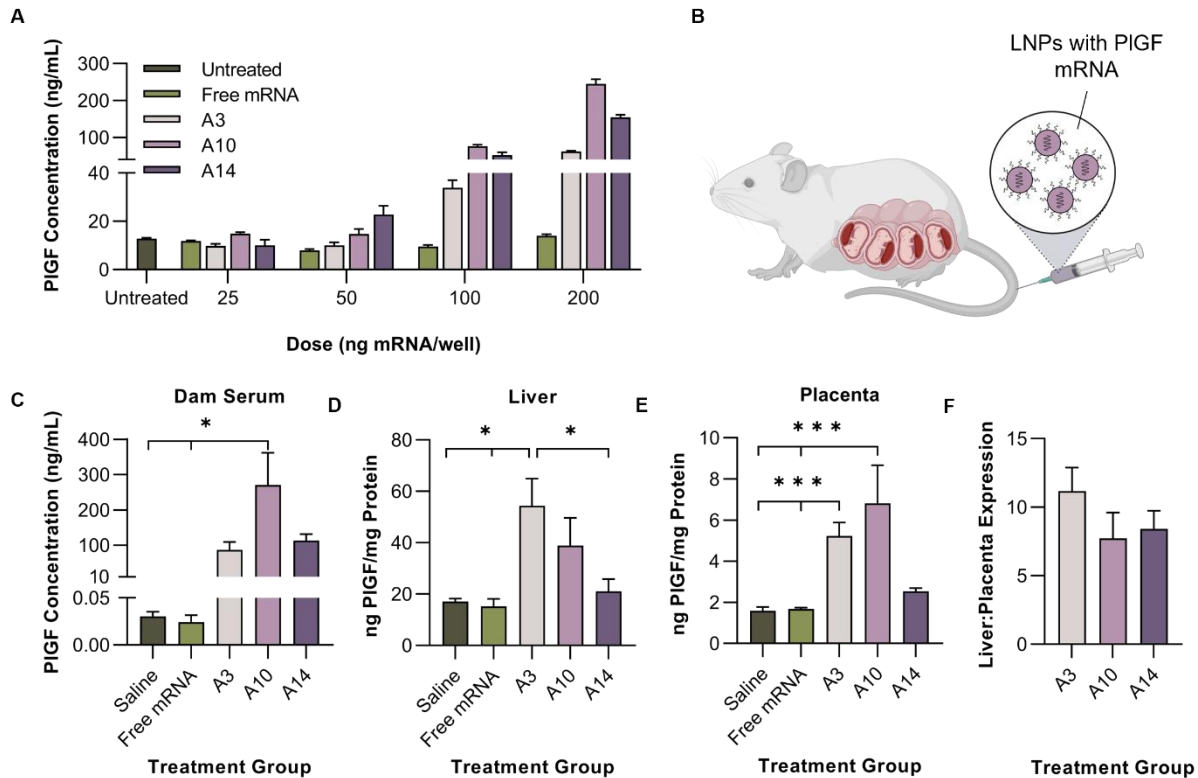 A
PlGF Concentration (ng/mL)
300
200
100
40
20
0
Untreated
Free mRNA
A3
A10
A14
Untreated
25
50
100
200
Dose (ng mRNA/well)
B
LNPs with PlGF
mRNA
C
Dam Serum
PlGF Concentration (ng/mL)
400
300
200
100
10
0.05
0.00
*
Saline
Free mRNA
A3
A10
A14
Treatment Group
D
Liver
ng PlGF/mg Protein
80
60
40
20
0
*
*
Saline
Free mRNA
A3
A10
A14
Treatment Group
E
Placenta
ng PlGF/mg Protein
10
8
6
4
2
0
* * *
* * *
Saline
Free mRNA
A3
A10
A14
Treatment Group
F
Liver:Placenta Expression
15
10
5
0
A3
A10
A14
Treatment Group